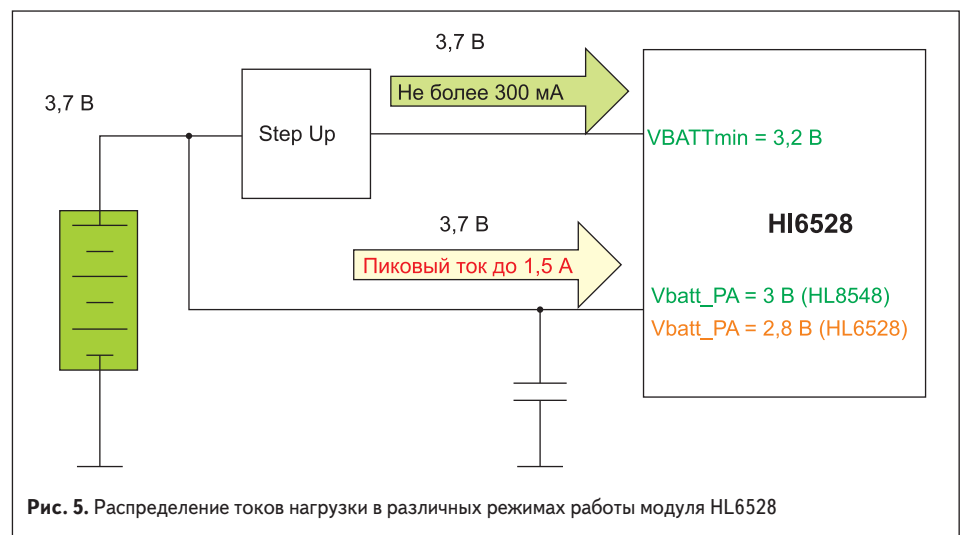 3,7 В
Не более 300 мА
3,7 В
Step Up
VBATTmin = 3,2 В
3,7 В
Пиковый ток до 1,5 А
HI6528
Vbatt_PA = 3 В (HL8548)
Vbatt_PA = 2,8 В (HL6528)
Рис. 5. Распределение токов нагрузки в различных режимах работы модуля HL6528